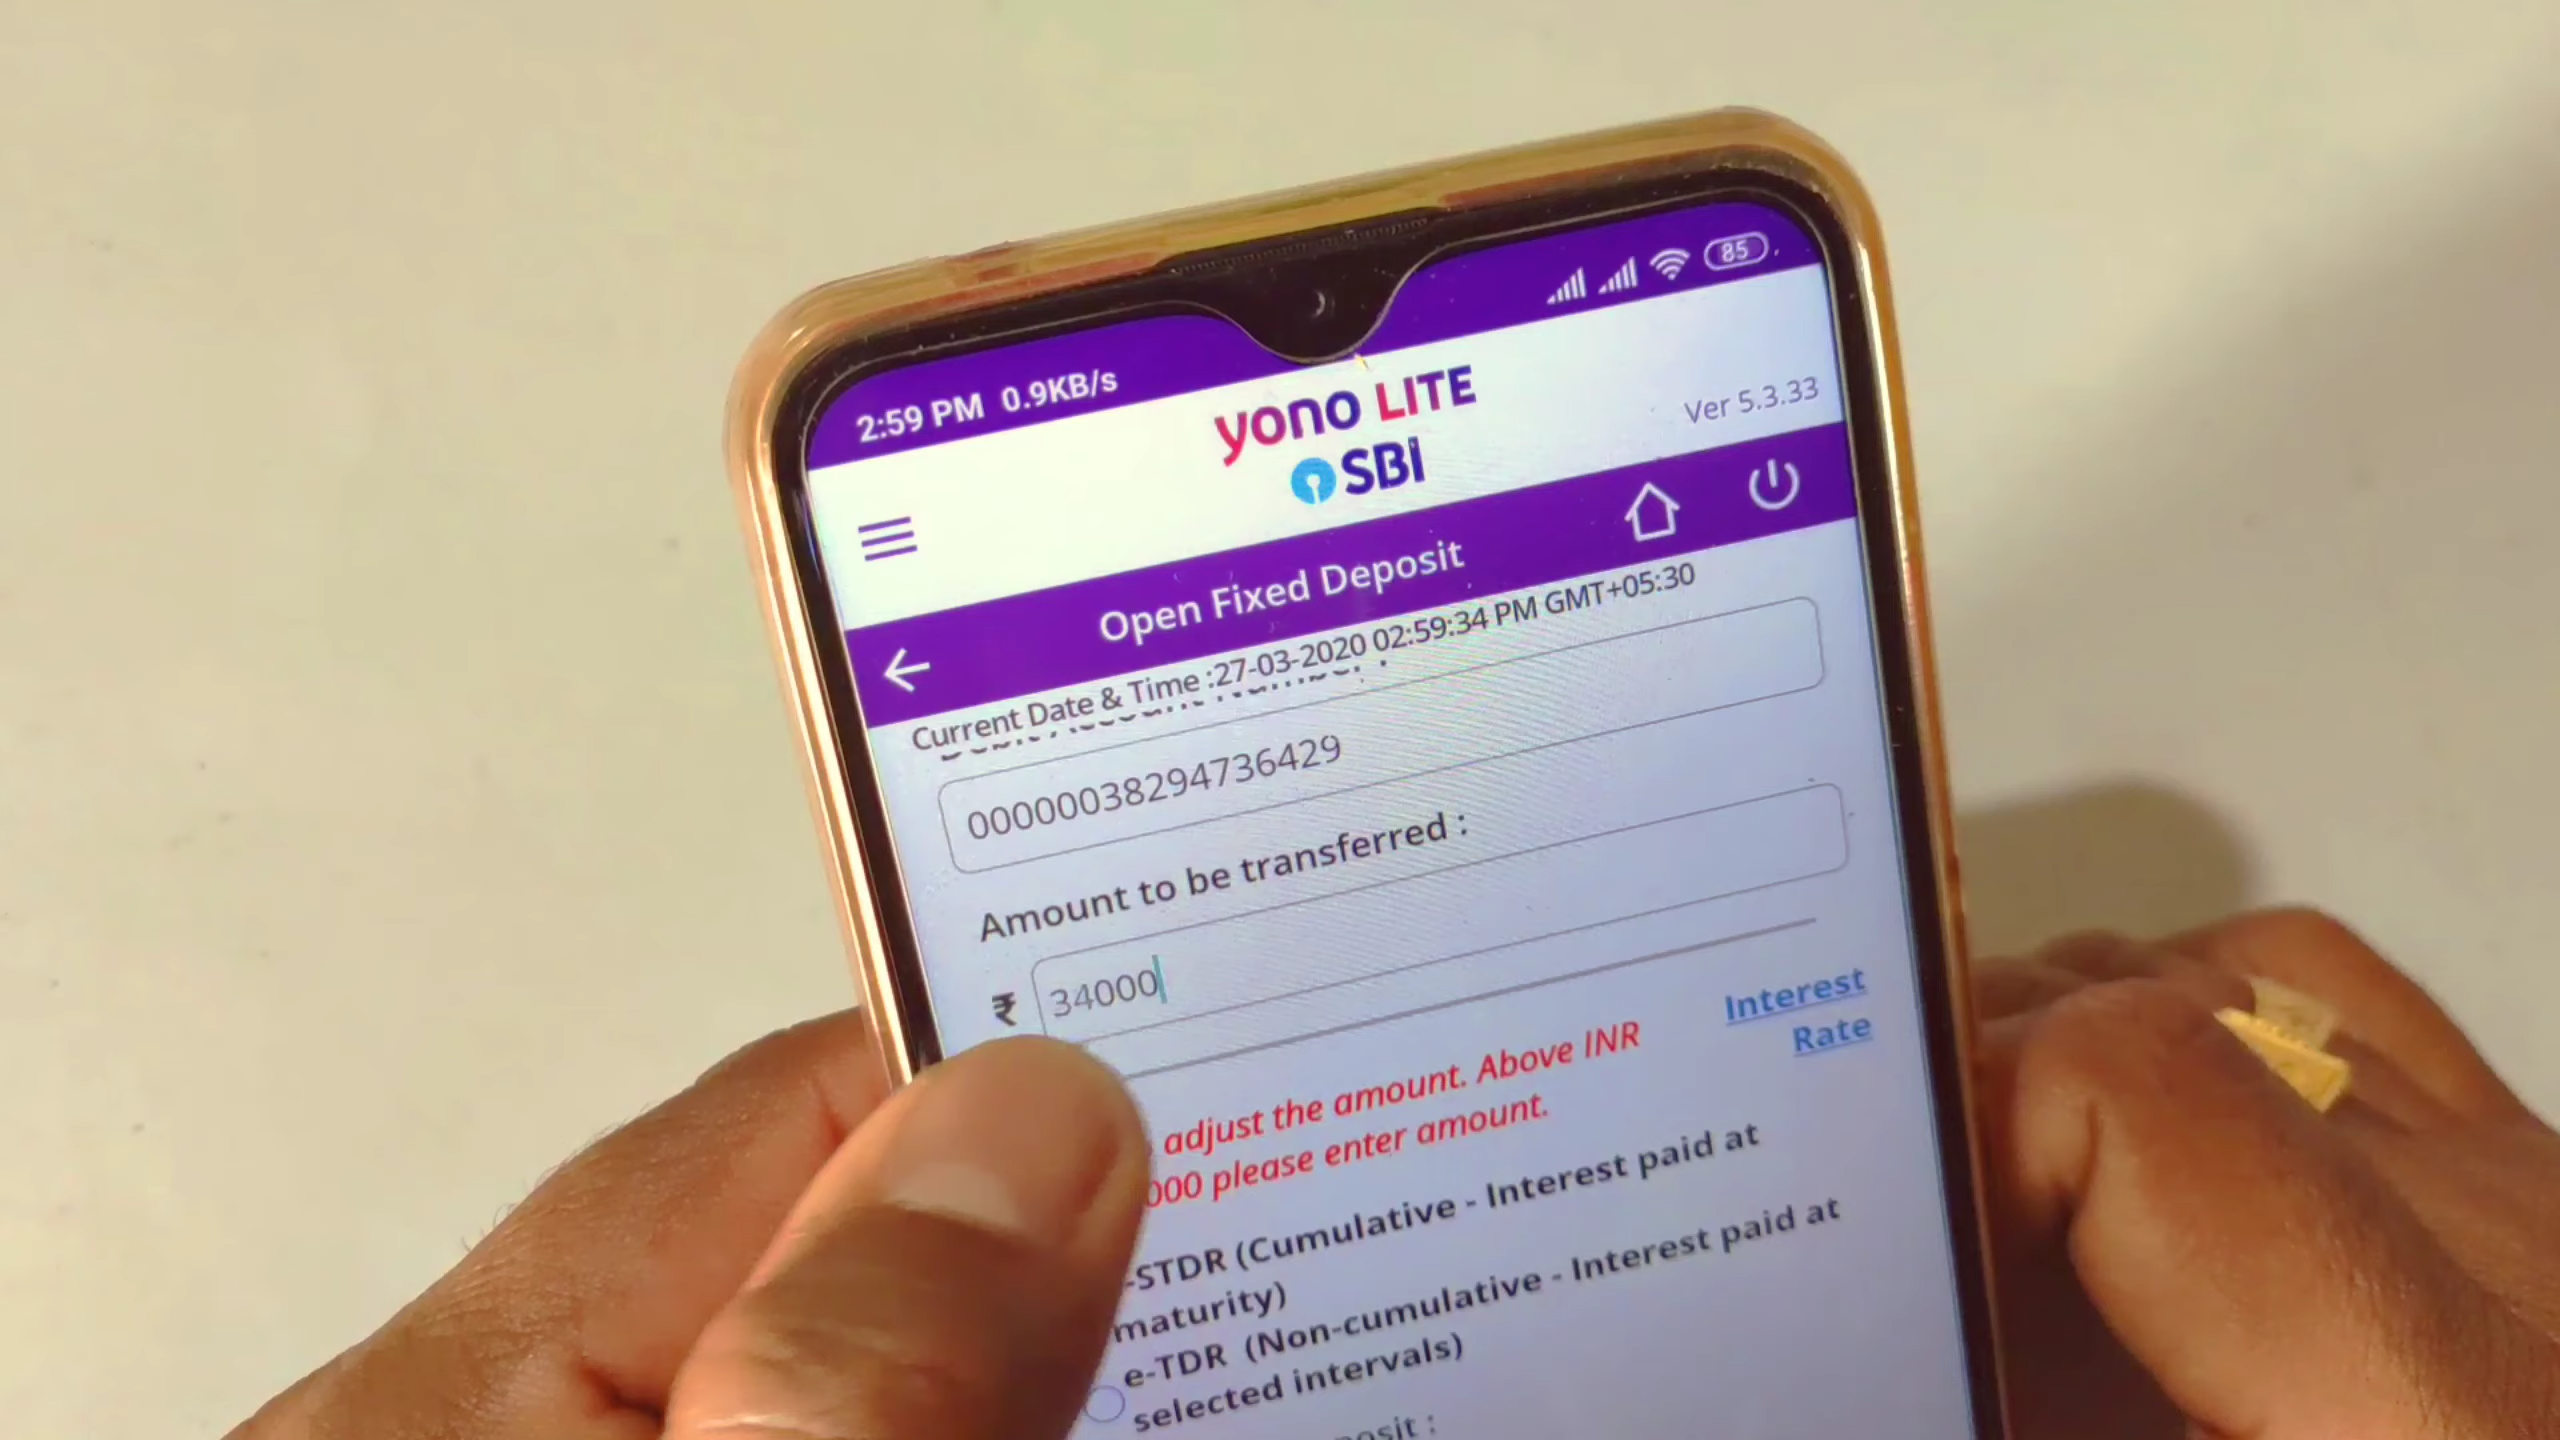 2:59 PM 0.9KB/s
85
yono LITE
SBI
Ver 5.3.33
Open Fixed Deposit
Current Date & Time :27-03-2020 02:59:34 PM GMT+05:30
00000038294736429
Amount to be transferred :
₹ 34000
Interest
Rate
adjust the amount. Above INR
000 please enter amount.
-STDR (Cumulative - Interest paid at
maturity)
e-TDR (Non-cumulative - Interest paid at
selected intervals)